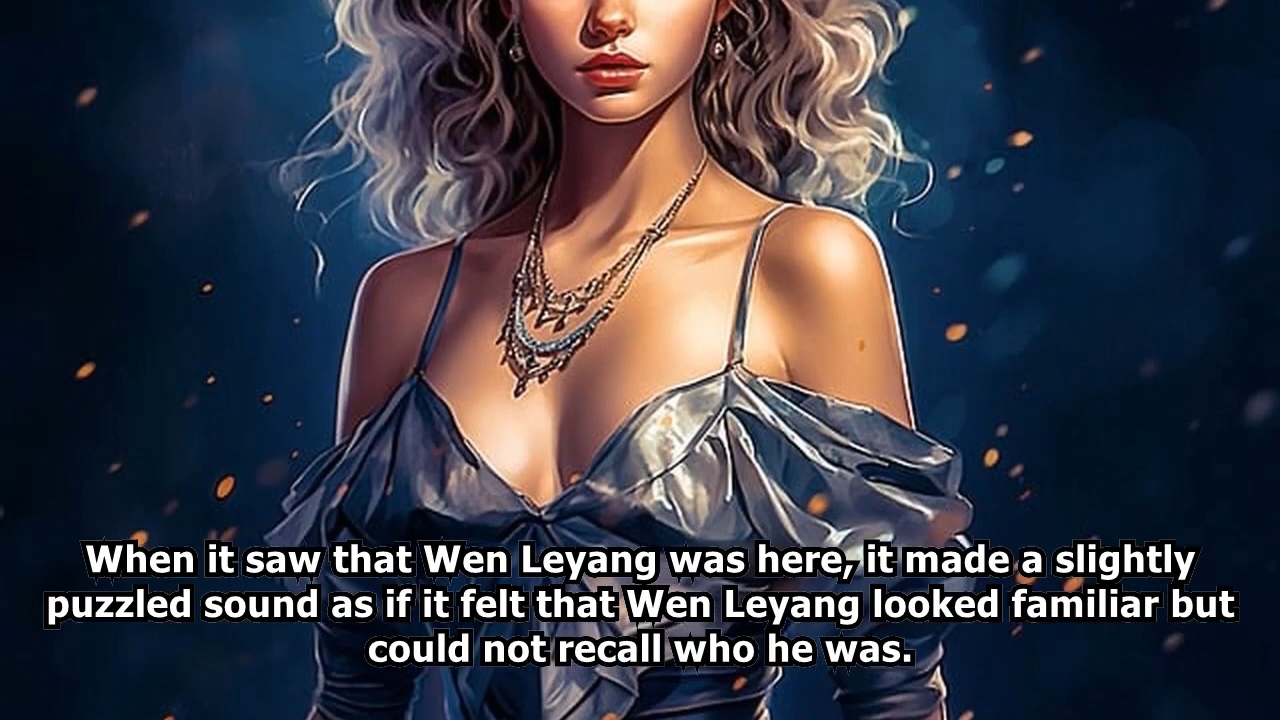 When it saw that Wen Leyang was here, it made a slightly
puzzled sound as if it felt that Wen Leyang looked familiar but
could not recall who he was.